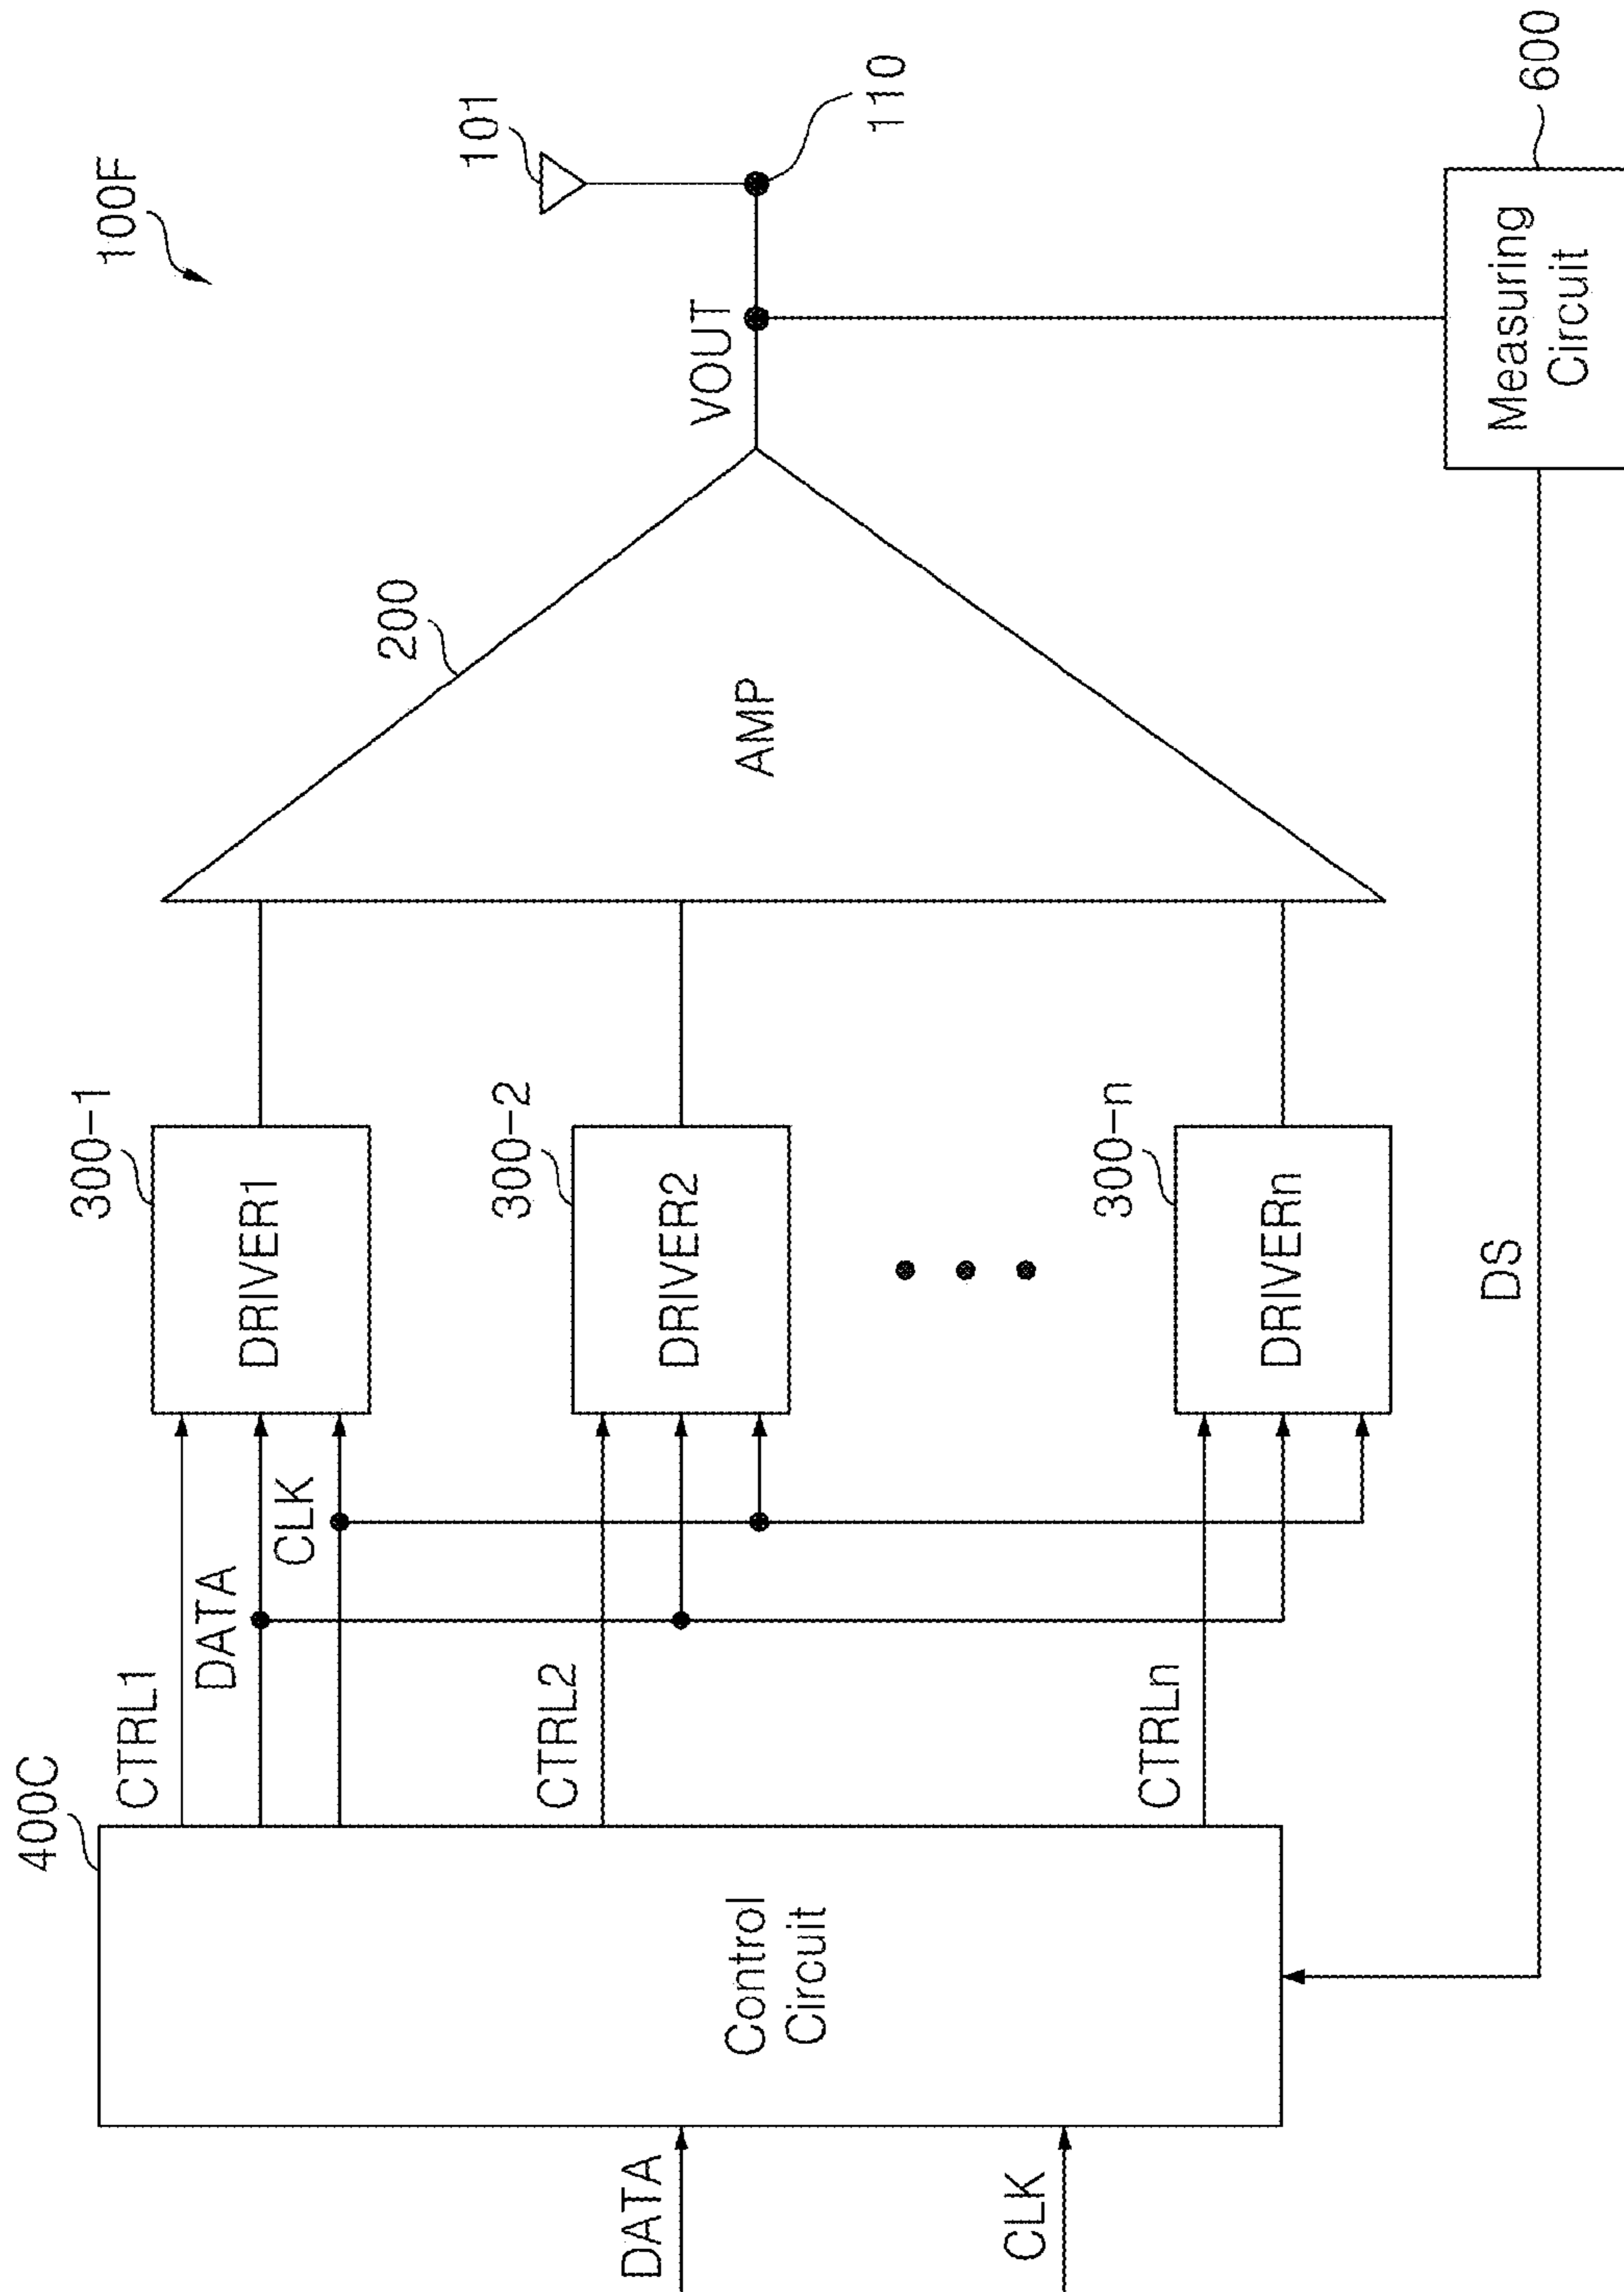 100F
101
110
VOUT
200
AMP
300-1
DRIVER1
300-2
DRIVER2
300-n
DRIVERn
400C
CTRL1
DATA
CLK
CTRL2
CTRLn
Control
Circuit
DATA
CLK
DS
Measuring
Circuit
600